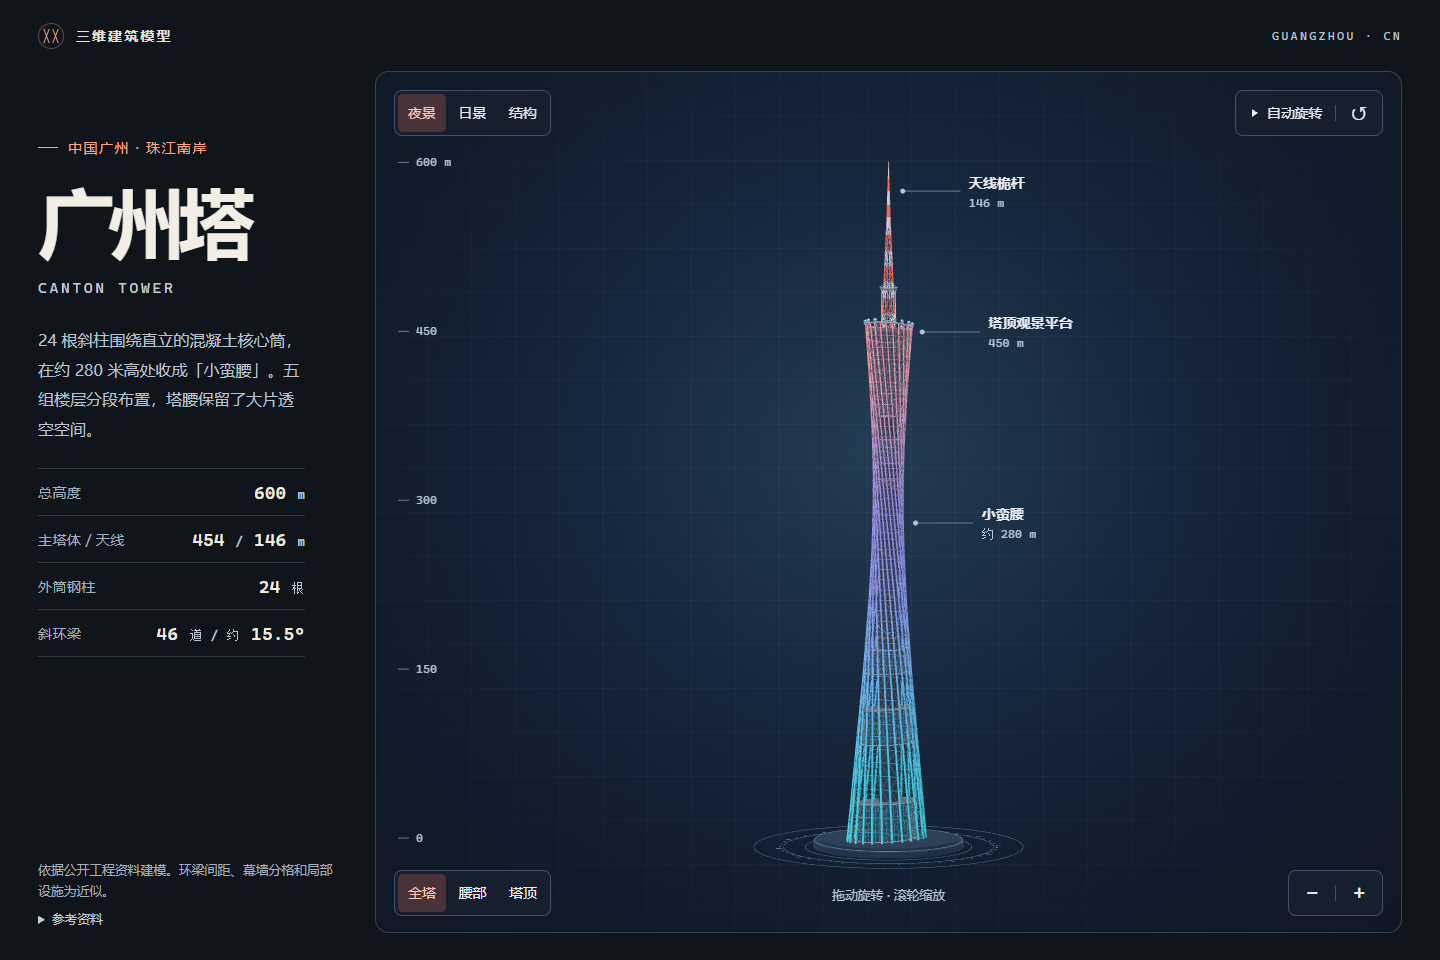 三维建筑模型
GUANGZHOU · CN
中国广州 · 珠江南岸
广州塔
CANTON TOWER
24 根斜柱围绕直立的混凝土核心筒，
在约 280 米高处收成「小蛮腰」。五
组楼层分段布置，塔腰保留了大片透
空空间。
总高度 600 m
主塔体 / 天线 454 / 146 m
外筒钢柱 24 根
斜环梁 46 道 / 约 15.5°
依据公开工程资料建模。环梁间距、幕墙分格和局部
设施为近似。
参考资料
夜景 日景 结构
自动旋转
600 m
450
300
150
0
天线桅杆
146 m
塔顶观景平台
450 m
小蛮腰
约 280 m
全塔 腰部 塔顶
拖动旋转 · 滚轮缩放
− +